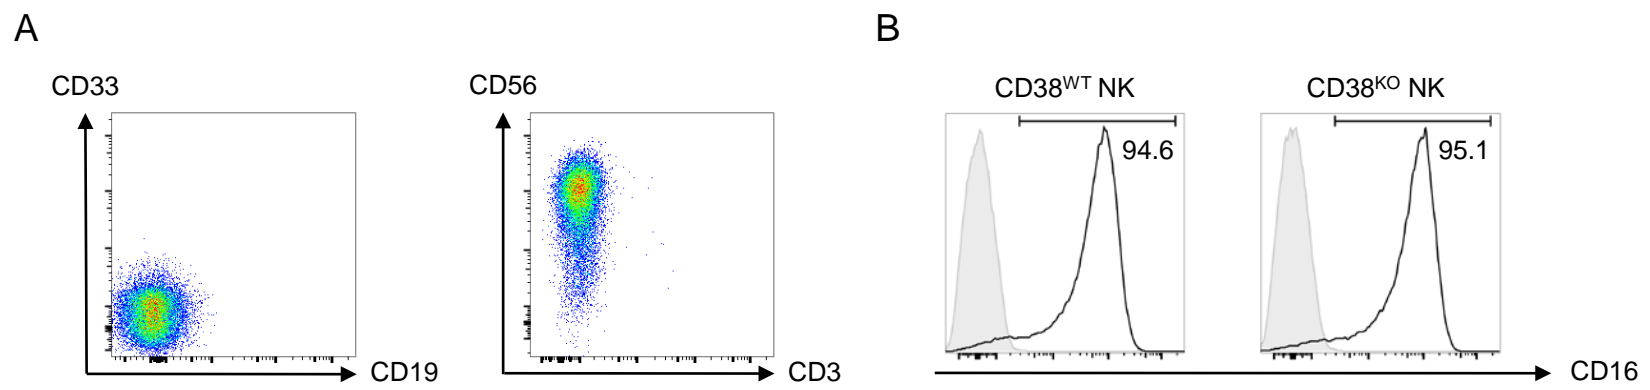 A
B
CD33
CD56
CD38WT NK
CD38KO NK
94.6
95.1
CD19
CD3
CD16